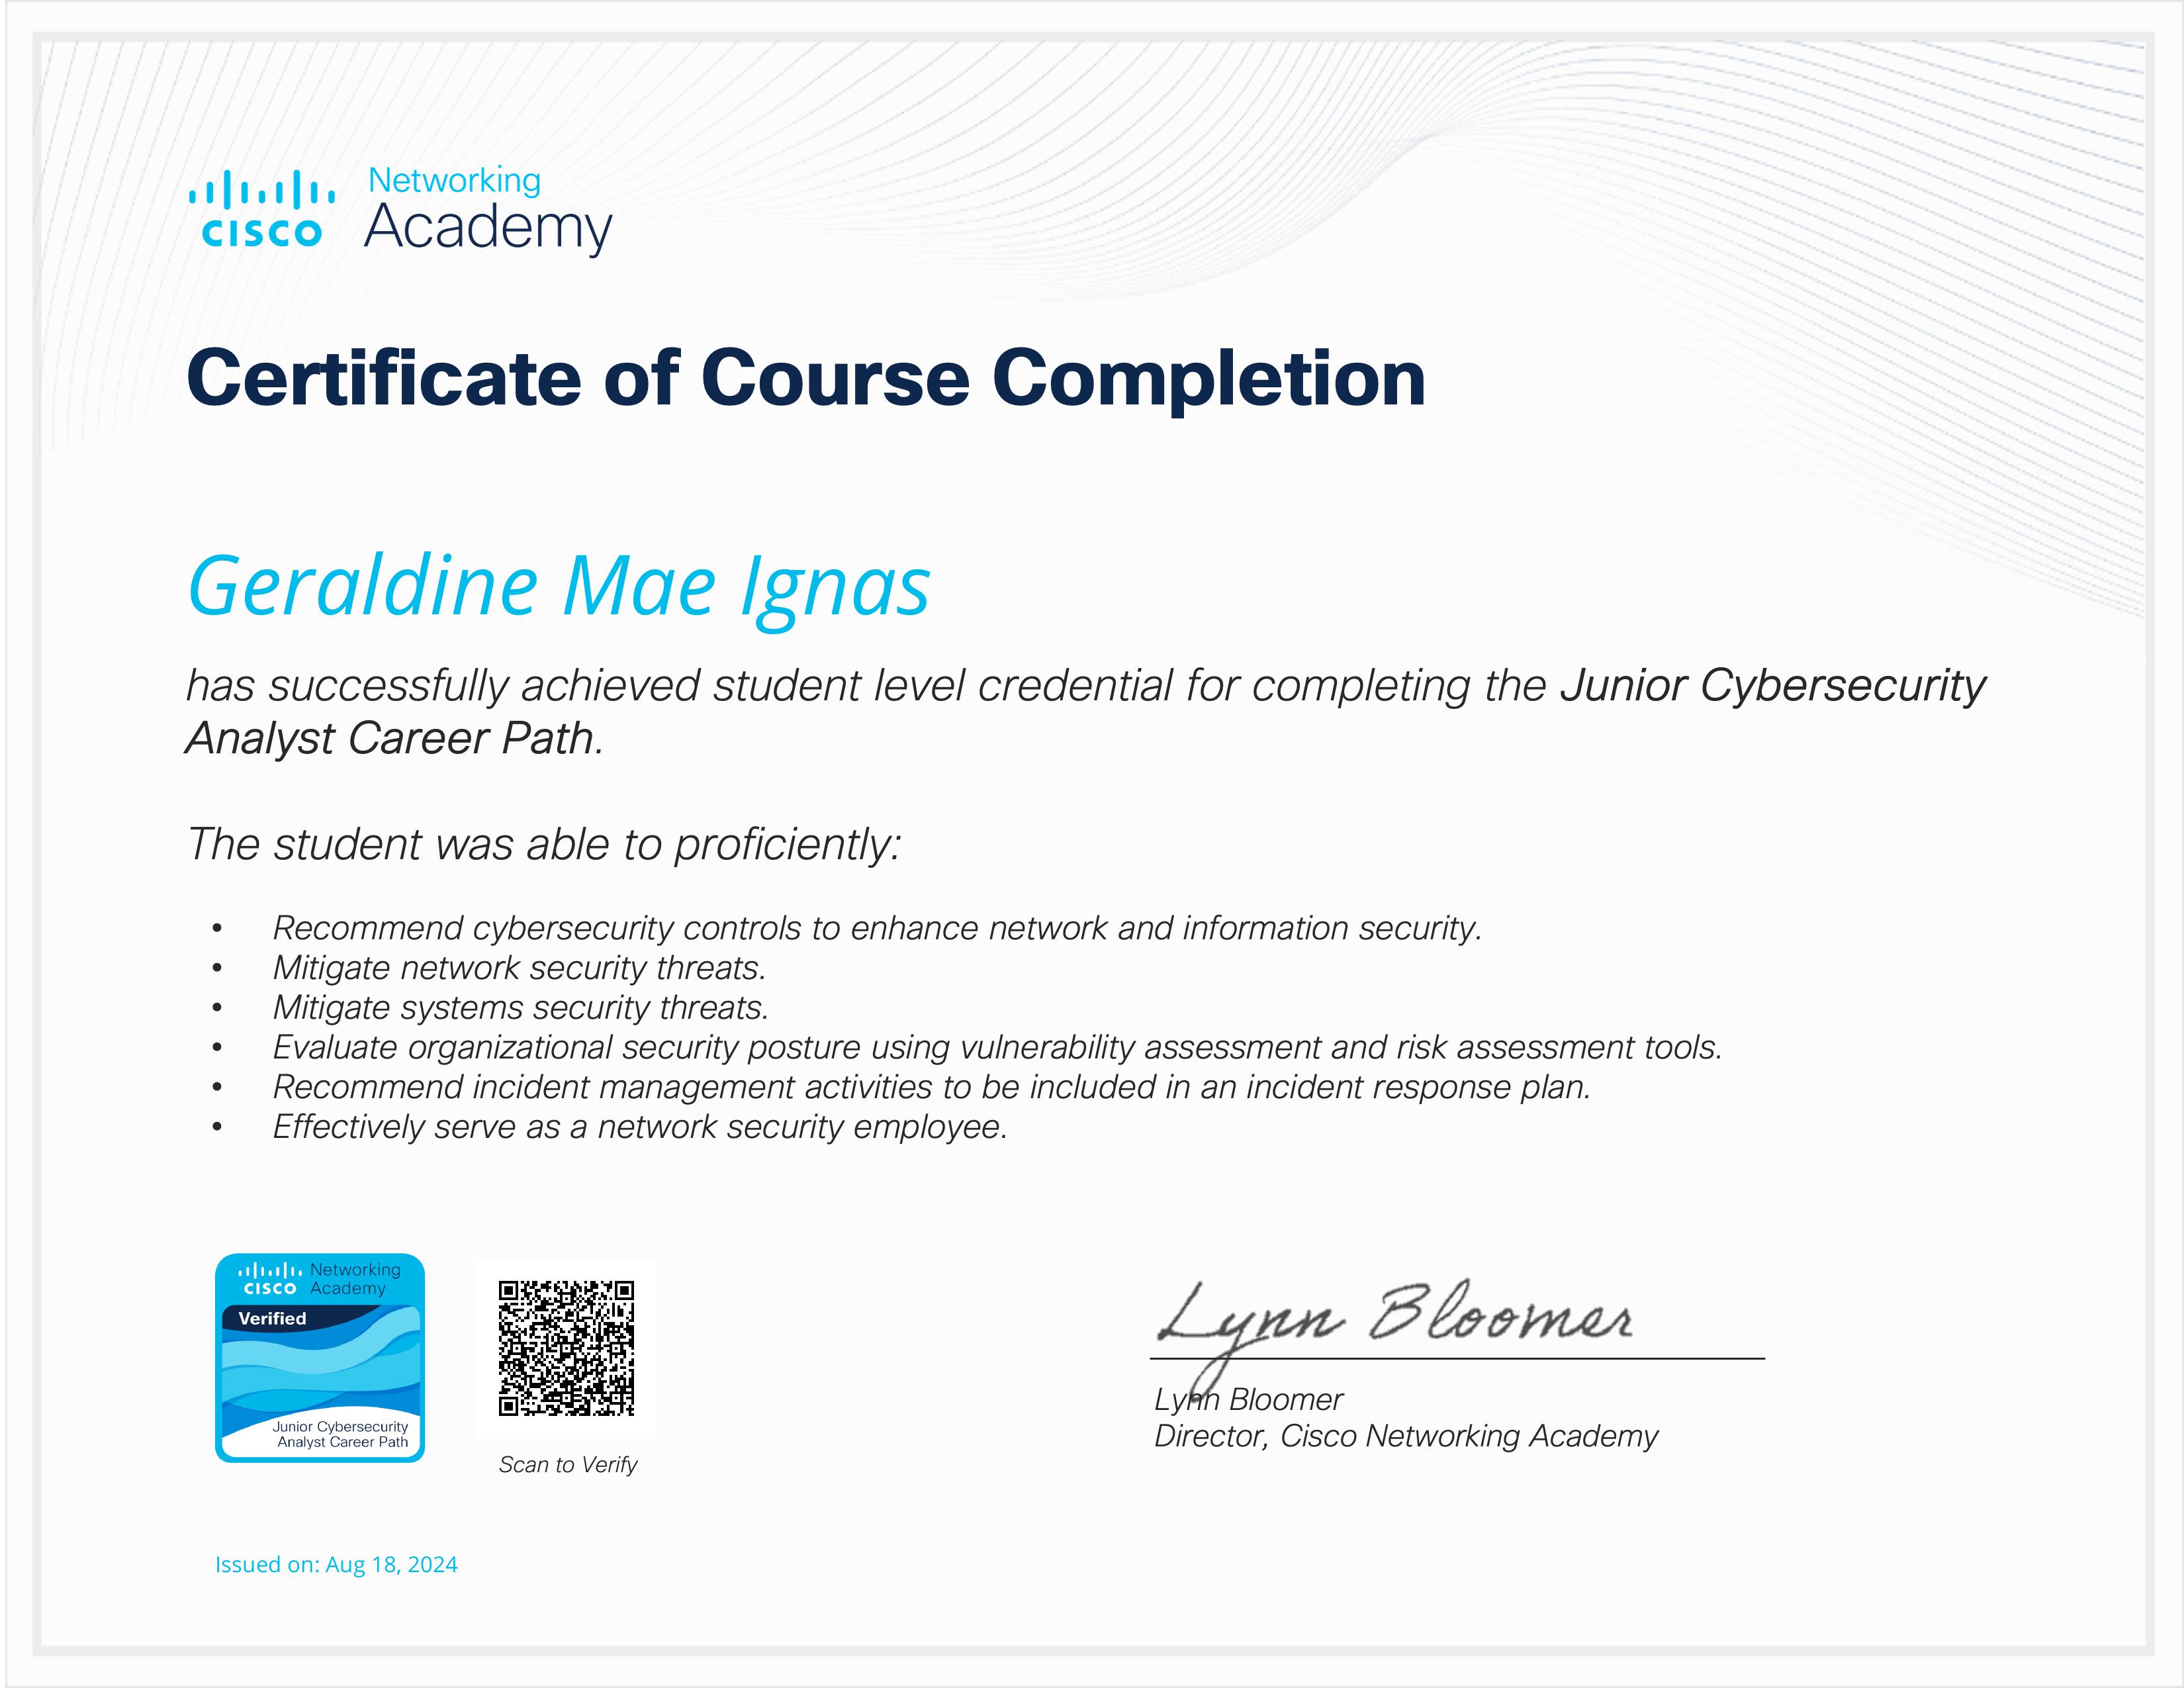 Networking
CISCO Academy
Certificate of Course Completion
Geraldine Mae Ignas
has successfully achieved student level credential for completing the Junior Cybersecurity
Analyst Career Path.
The student was able to proficiently:
• Recommend cybersecurity controls to enhance network and information security.
• Mitigate network security threats.
• Mitigate systems security threats.
• Evaluate organizational security posture using vulnerability assessment and risk assessment tools.
• Recommend incident management activities to be included in an incident response plan.
• Effectively serve as a network security employee.
Networking
CISCO Academy
Verified
Junior Cybersecurity
Analyst Career Path
Scan to Verify
Lynn Bloomer
Lynn Bloomer
Director, Cisco Networking Academy
Issued on: Aug 18, 2024